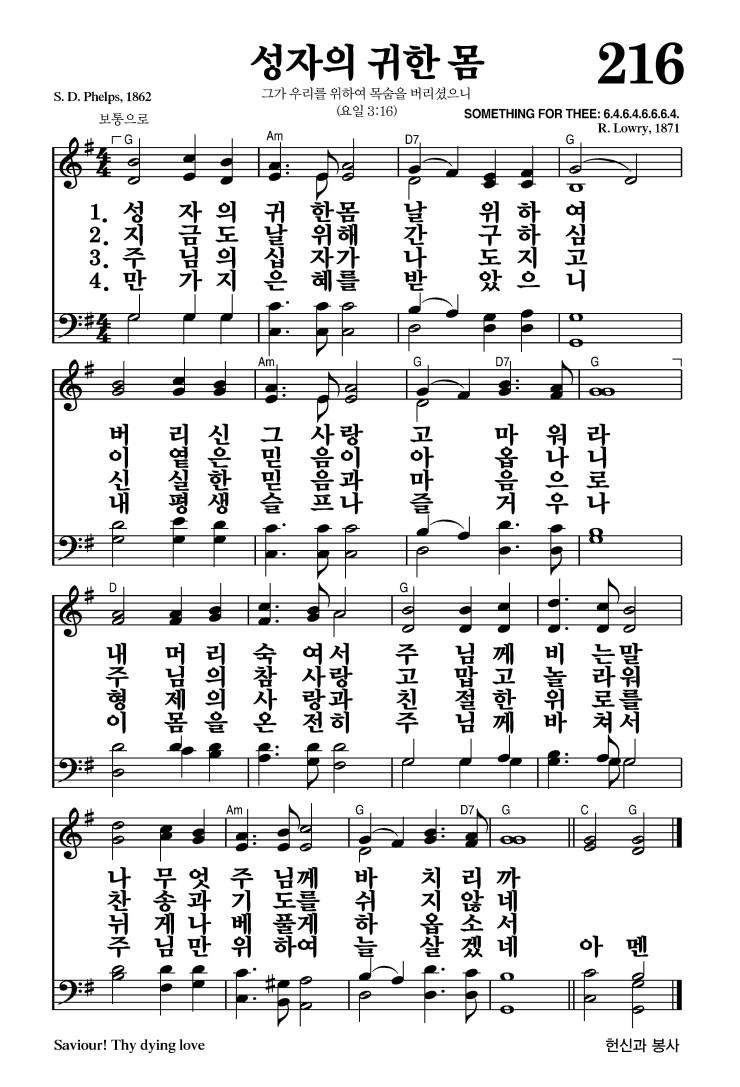 성자의 귀한 몸
216
S. D. Phelps, 1862
그가 우리를 위하여 목숨을 버리셨으니
(요일 3:16)
SOMETHING FOR THEE: 6.4.6.4.6.6.6.4.
R. Lowry, 1871
보통으로
G Am D7 G
1. 성 자 의 귀 한 몸 날 위 하 여
2. 지 금 도 날 위 해 간 구 하 심
3. 주 님 의 십 자 가 나 도 지 고
4. 만 가 지 은 혜 를 받 았 으 니
Am G D7 G
버 리 신 그 사 랑 고 마 워 라
이 옅 은 믿 음 이 아 옵 나 니
신 실 한 믿 음 과 마 음 으 로
내 평 생 슬 프 나 즐 거 우 나
D G
내 머 리 숙 여 서 주 님 께 비 는 말
주 님 의 참 사 랑 고 맙 고 놀 라 워
형 제 의 사 랑 과 친 절 한 위 로 를
이 몸 을 온 전 히 주 님 께 바 쳐 서
Am G D7 G C G
나 무 엇 주 님 께 바 치 리 까
찬 송 과 기 도 를 쉬 지 않 네
뉘 게 나 베 풀 게 하 옵 소 서
주 님 만 위 하 여 늘 살 겠 네 아 멘
Saviour! Thy dying love
헌신과 봉사